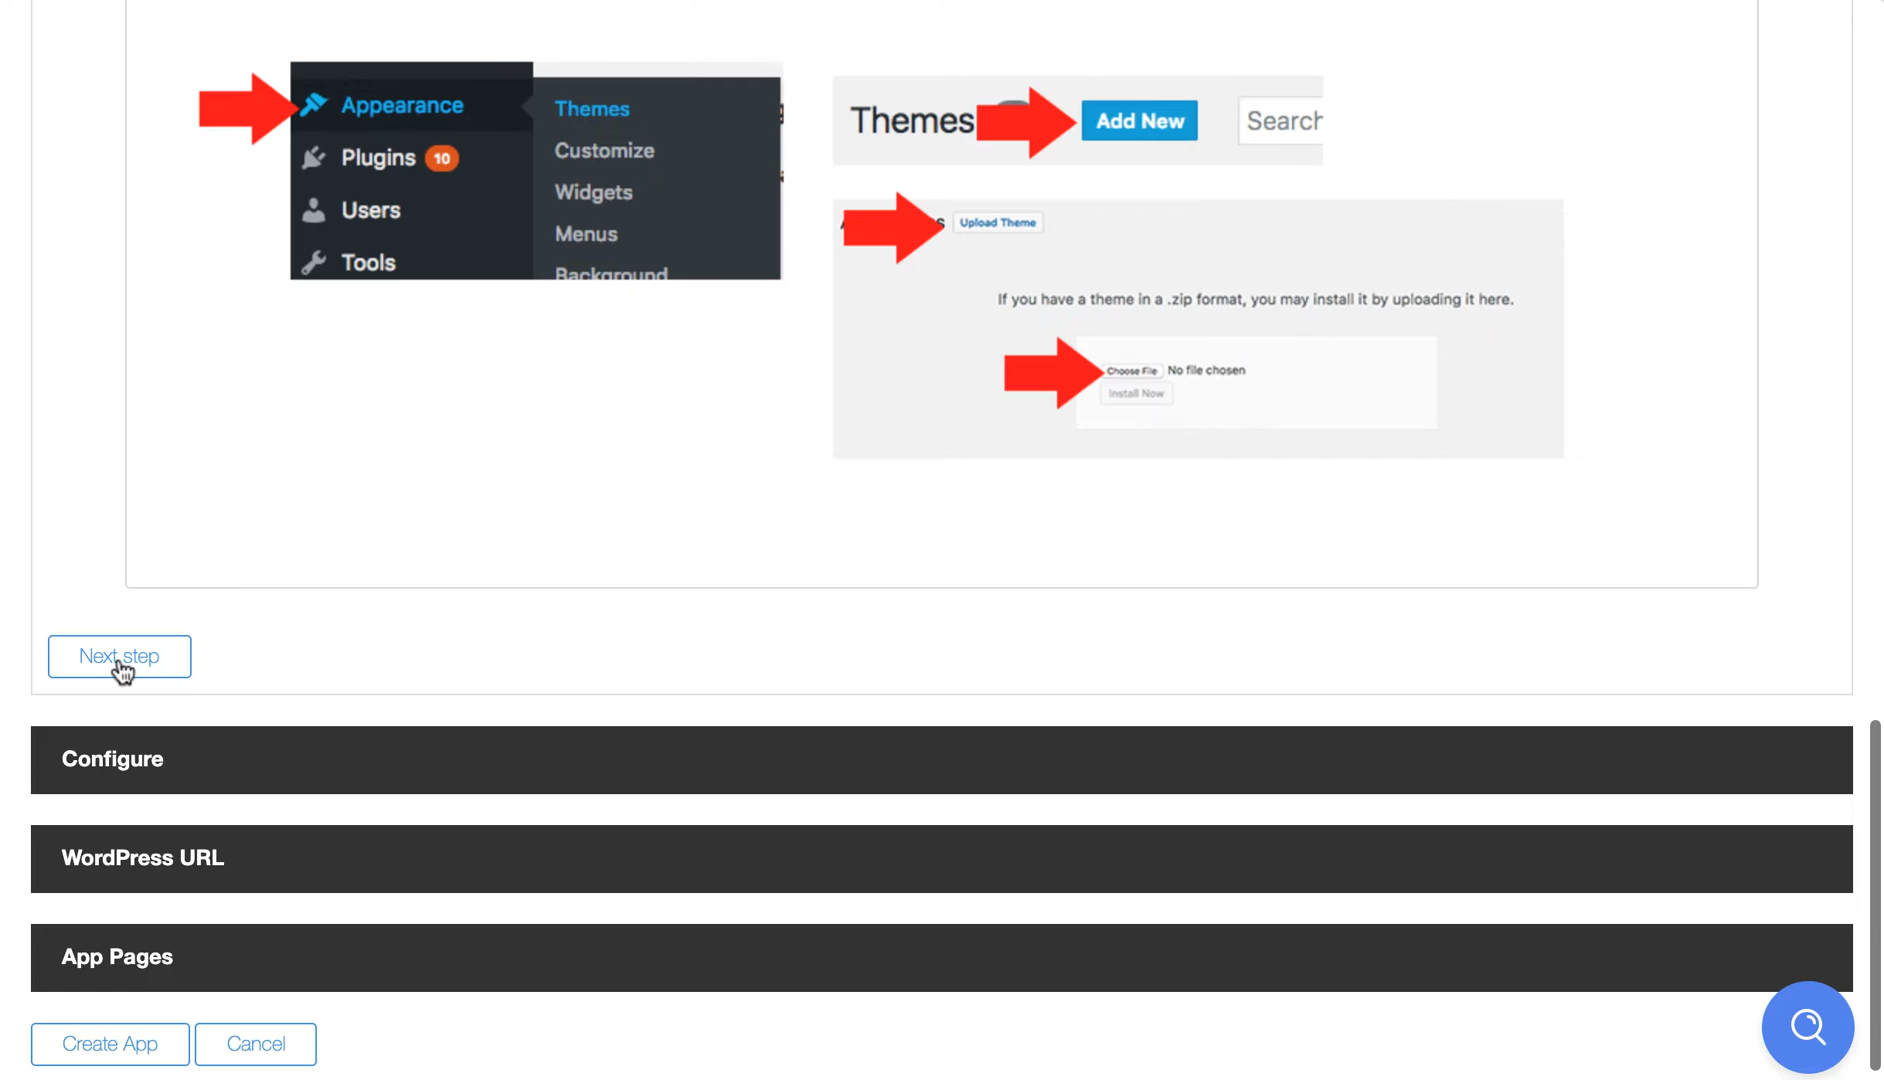 Appearance
Plugins 10
Users
Tools
Themes
Customize
Widgets
Menus
Background
Themes
Add New
Search
Upload Theme
If you have a theme in a .zip format, you may install it by uploading it here.
Choose File No file chosen
Install Now
Next step
Configure
WordPress URL
App Pages
Create App
Cancel